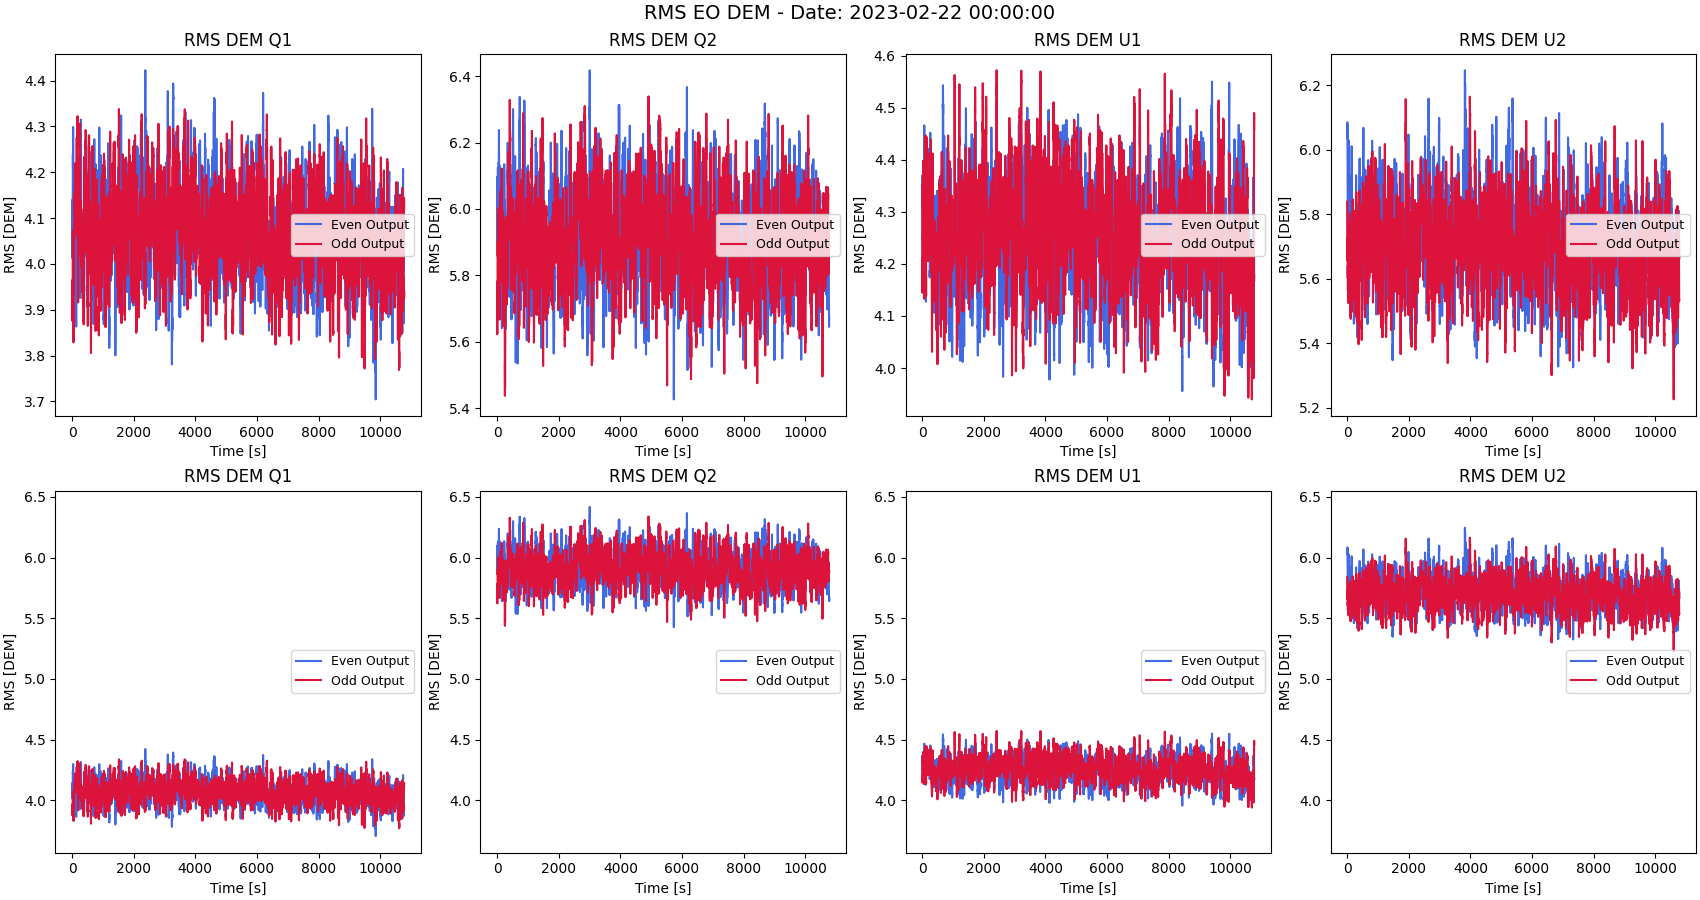 RMS EO DEM - Date: 2023-02-22 00:00:00
RMS DEM Q1
RMS [DEM]
4.4
4.3
4.2
4.1
4.0
3.9
3.8
3.7
Even Output
Odd Output
0 2000 4000 6000 8000 10000
Time [s]
RMS DEM Q2
RMS [DEM]
6.4
6.2
6.0
5.8
5.6
5.4
Even Output
Odd Output
0 2000 4000 6000 8000 10000
Time [s]
RMS DEM U1
RMS [DEM]
4.6
4.5
4.4
4.3
4.2
4.1
4.0
Even Output
Odd Output
0 2000 4000 6000 8000 10000
Time [s]
RMS DEM U2
RMS [DEM]
6.2
6.0
5.8
5.6
5.4
5.2
Even Output
Odd Output
0 2000 4000 6000 8000 10000
Time [s]
RMS DEM Q1
RMS [DEM]
6.5
6.0
5.5
5.0
4.5
4.0
Even Output
Odd Output
0 2000 4000 6000 8000 10000
Time [s]
RMS DEM Q2
RMS [DEM]
6.5
6.0
5.5
5.0
4.5
4.0
Even Output
Odd Output
0 2000 4000 6000 8000 10000
Time [s]
RMS DEM U1
RMS [DEM]
6.5
6.0
5.5
5.0
4.5
4.0
Even Output
Odd Output
0 2000 4000 6000 8000 10000
Time [s]
RMS DEM U2
RMS [DEM]
6.5
6.0
5.5
5.0
4.5
4.0
Even Output
Odd Output
0 2000 4000 6000 8000 10000
Time [s]